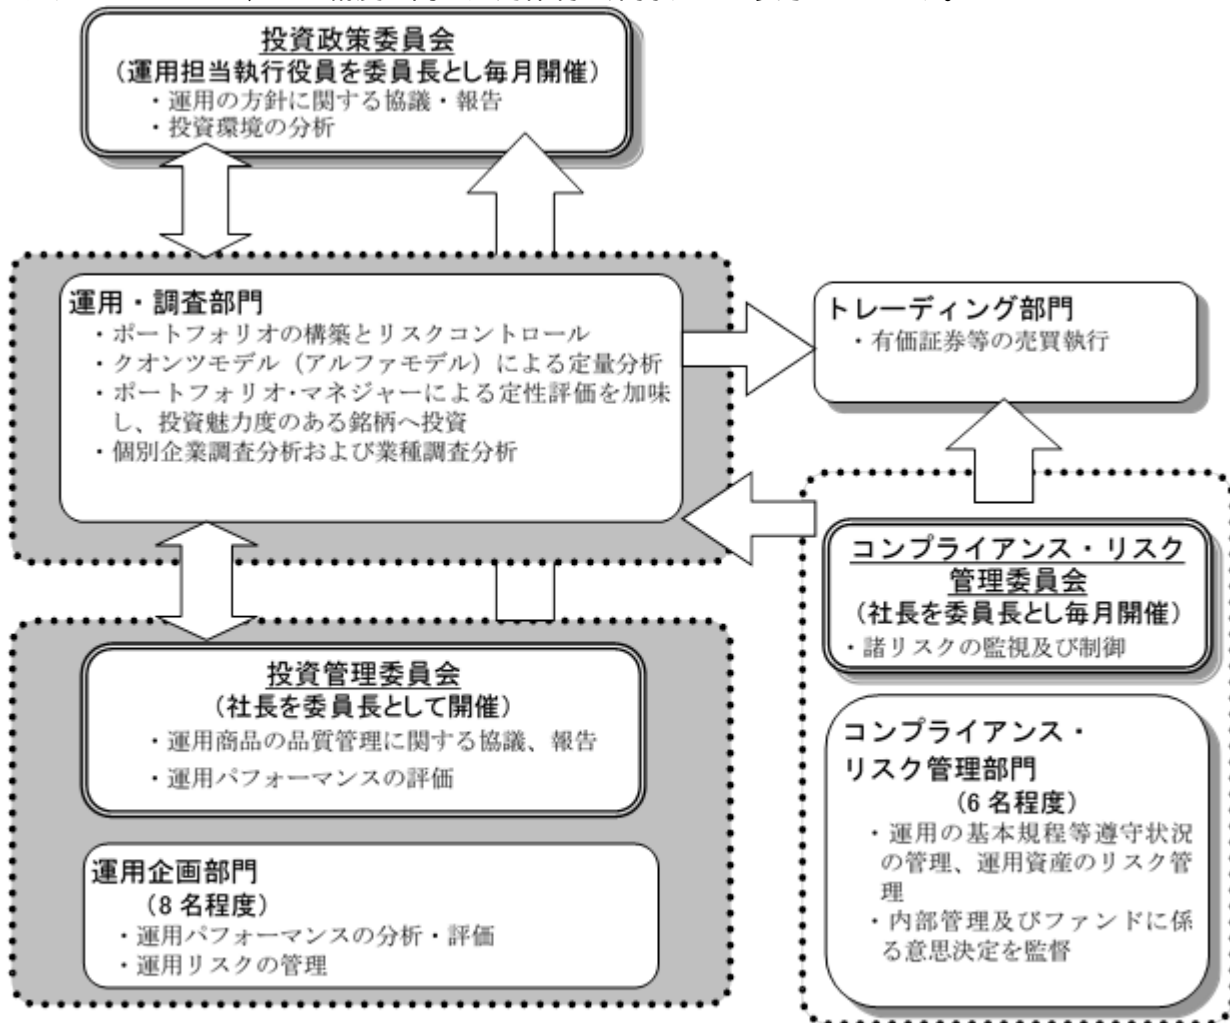 投資政策委員会
(運用担当執行役員を委員長とし毎月開催)
・運用の方針に関する協議・報告
・投資環境の分析
運用・調査部門
・ポートフォリオの構築とリスクコントロール
・クオンツモデル（アルファモデル）による定量分析
・ポートフォリオ・マネジャーによる定性評価を加味
し、投資魅力度のある銘柄へ投資
・個別企業調査分析および業種調査分析
トレーディング部門
・有価証券等の売買執行
コンプライアンス・リスク
管理委員会
(社長を委員長とし毎月開催)
・諸リスクの監視及び制御
投資管理委員会
(社長を委員長として開催)
・運用商品の品質管理に関する協議、報告
・運用パフォーマンスの評価
コンプライアンス・
リスク管理部門
(6 名程度)
・運用の基本規程等遵守状況
の管理、運用資産のリスク管
理
・内部管理及びファンドに係
る意思決定を監督
運用企画部門
(8 名程度)
・運用パフォーマンスの分析・評価
・運用リスクの管理